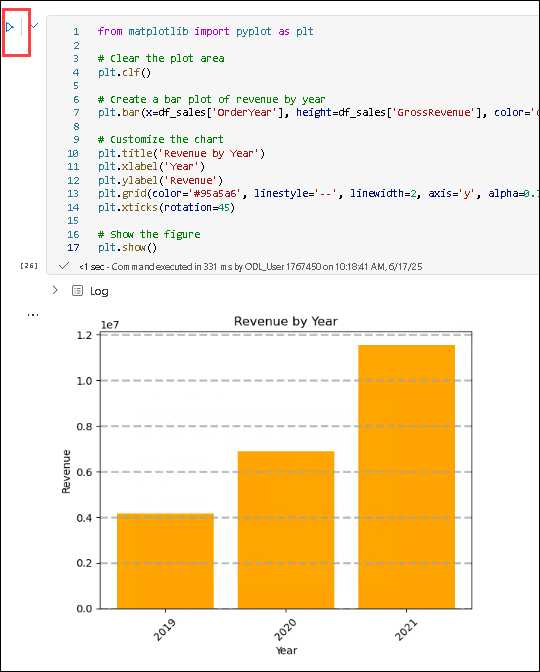 1 from matplotlib import pyplot as plt
2
3 # Clear the plot area
4 plt.clf()
5
6 # Create a bar plot of revenue by year
7 plt.bar(x=df_sales['OrderYear'], height=df_sales['GrossRevenue'], color='
8
9 # Customize the chart
10 plt.title('Revenue by Year')
11 plt.xlabel('Year')
12 plt.ylabel('Revenue')
13 plt.grid(color='#95a5a6', linestyle='--', linewidth=2, axis='y', alpha=0.
14 plt.xticks(rotation=45)
15
16 # Show the figure
17 plt.show()
[26] <1 sec - Command executed in 331 ms by ODL_User 1767450 on 10:18:41 AM, 6/17/25
Log
...
Revenue by Year
1e7
1.2
1.0
0.8
0.6
0.4
0.2
0.0
Revenue
2019 2020 2021
Year